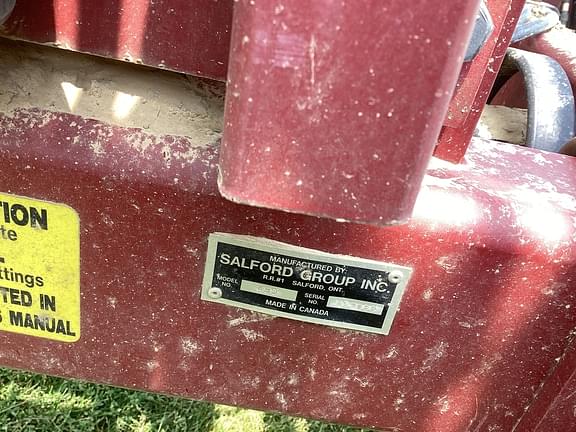 TION
te
ttings
TED IN
S MANUAL
MANUFACTURED BY:
SALFORD GROUP INC.
R.R.#1 SALFORD, ONT.
MODEL NO.
SERIAL NO.
MADE IN CANADA